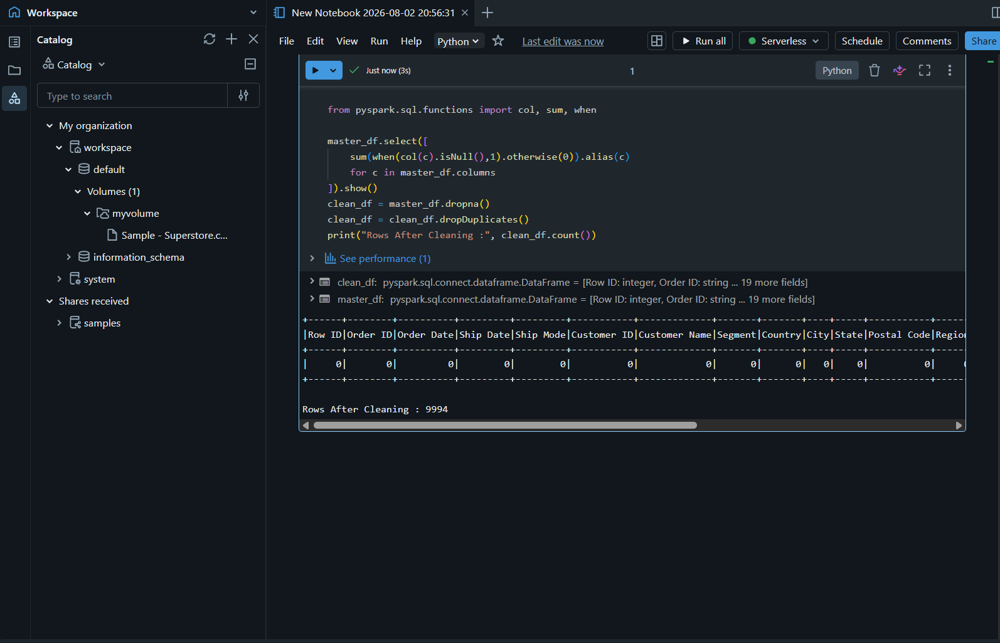 Workspace
New Notebook 2026-08-02 20:56:31
Catalog
File Edit View Run Help Python Last edit was now Run all Serverless Schedule Comments Share
Catalog
Type to search
My organization
workspace
default
Volumes (1)
myvolume
Sample - Superstore.c...
information_schema
system
Shares received
samples
Just now (3s) 1 Python
from pyspark.sql.functions import col, sum, when
master_df.select([
    sum(when(col(c).isNull(),1).otherwise(0)).alias(c)
    for c in master_df.columns
]).show()
clean_df = master_df.dropna()
clean_df = clean_df.dropDuplicates()
print("Rows After Cleaning :", clean_df.count())
See performance (1)
clean_df: pyspark.sql.connect.dataframe.DataFrame = [Row ID: integer, Order ID: string ... 19 more fields]
master_df: pyspark.sql.connect.dataframe.DataFrame = [Row ID: integer, Order ID: string ... 19 more fields]
+------+--------+----------+---------+---------+-----------+-------------+-------+-------+----+-----+-----------+-----
|Row ID|Order ID|Order Date|Ship Date|Ship Mode|Customer ID|Customer Name|Segment|Country|City|State|Postal Code|Region
+------+--------+----------+---------+---------+-----------+-------------+-------+-------+----+-----+-----------+-----
|     0|       0|         0|        0|        0|          0|            0|      0|      0|   0|    0|          0|
+------+--------+----------+---------+---------+-----------+-------------+-------+-------+----+-----+-----------+-----
Rows After Cleaning : 9994